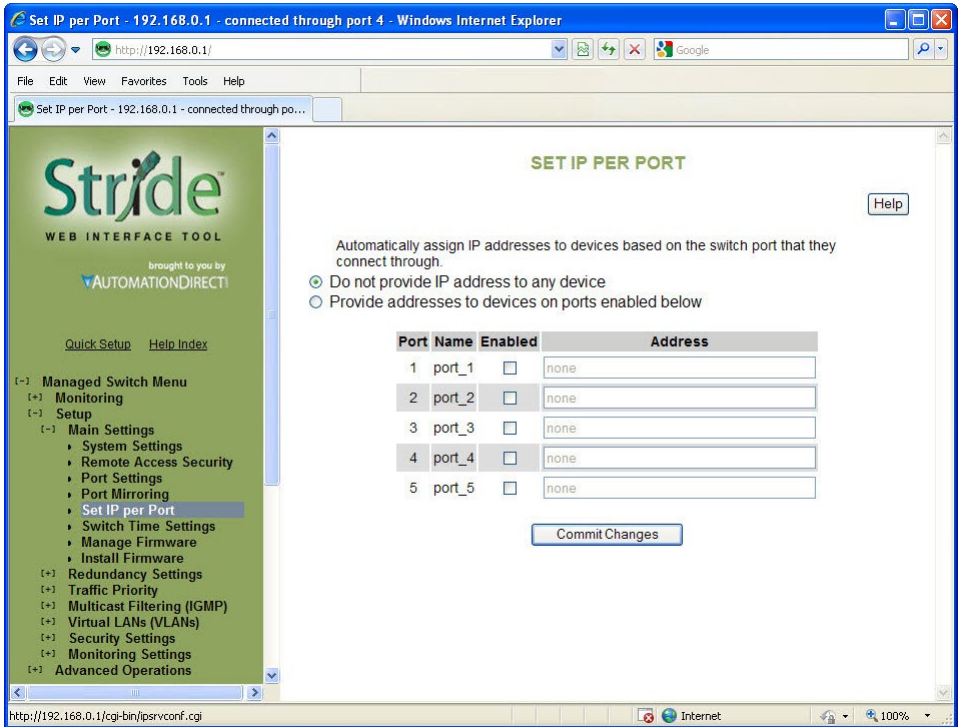 Set IP per Port - 192.168.0.1 - connected through port 4 - Windows Internet Explorer
http://192.168.0.1/
Google
File Edit View Favorites Tools Help
Set IP per Port - 192.168.0.1 - connected through po...
Stride
WEB INTERFACE TOOL
brought to you by
AUTOMATIONDIRECT
Quick Setup Help Index
[-] Managed Switch Menu
[+] Monitoring
[-] Setup
[-] Main Settings
System Settings
Remote Access Security
Port Settings
Port Mirroring
Set IP per Port
Switch Time Settings
Manage Firmware
Install Firmware
[+] Redundancy Settings
[+] Traffic Priority
[+] Multicast Filtering (IGMP)
[+] Virtual LANs (VLANs)
[+] Security Settings
[+] Monitoring Settings
[+] Advanced Operations
SET IP PER PORT
Help
Automatically assign IP addresses to devices based on the switch port that they
connect through.
Do not provide IP address to any device
Provide addresses to devices on ports enabled below
Port Name Enabled Address
1 port_1 none
2 port_2 none
3 port_3 none
4 port_4 none
5 port_5 none
Commit Changes
http://192.168.0.1/cgi-bin/ipsrvconf.cgi
Internet
100%